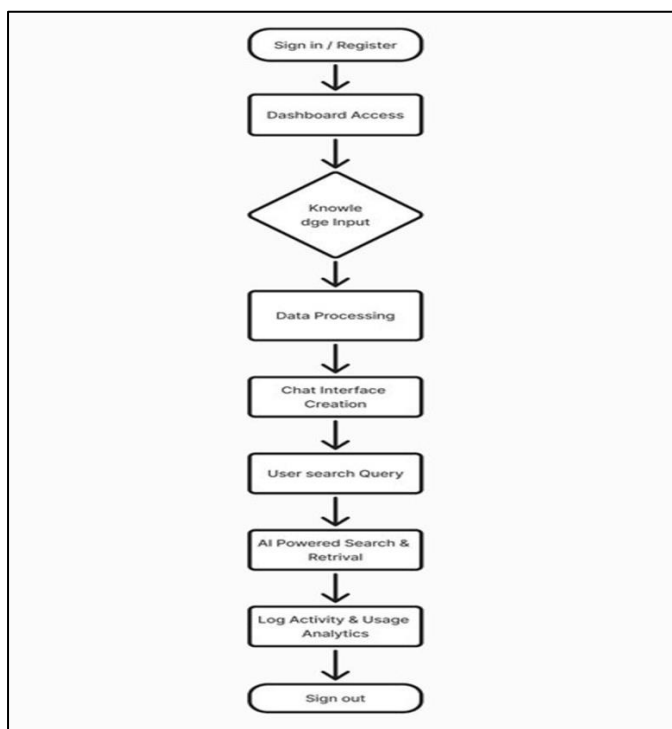 Sign in / Register
Dashboard Access
Knowle
dge Input
Data Processing
Chat Interface
Creation
User search Query
AI Powered Search &
Retrival
Log Activity & Usage
Analytics
Sign out